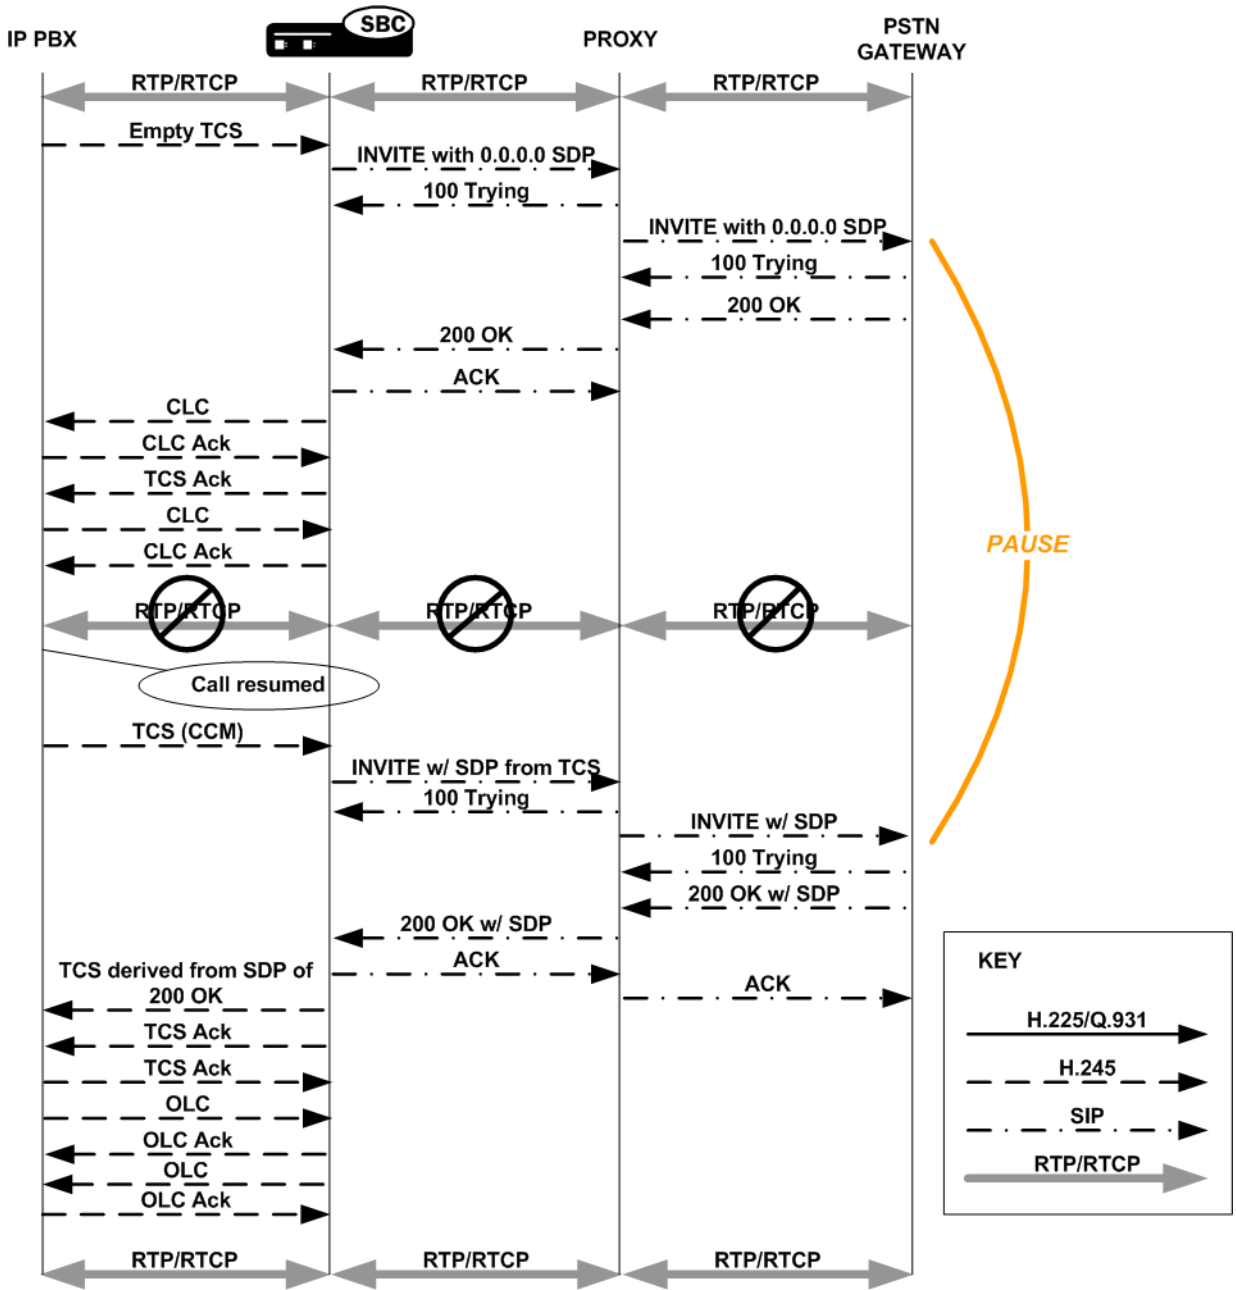 IP PBX
SBC
PROXY
PSTN
GATEWAY
RTP/RTCP
RTP/RTCP
RTP/RTCP
Empty TCS
INVITE with 0.0.0.0 SDP
100 Trying
INVITE with 0.0.0.0 SDP
100 Trying
200 OK
200 OK
ACK
CLC
CLC Ack
TCS Ack
CLC
CLC Ack
PAUSE
RTP/RTCP
RTP/RTCP
RTP/RTCP
Call resumed
TCS (CCM)
INVITE w/ SDP from TCS
100 Trying
INVITE w/ SDP
100 Trying
200 OK w/ SDP
200 OK w/ SDP
ACK
TCS derived from SDP of
200 OK
ACK
TCS Ack
TCS Ack
OLC
OLC Ack
OLC
OLC Ack
RTP/RTCP
RTP/RTCP
RTP/RTCP
KEY
H.225/Q.931
H.245
SIP
RTP/RTCP